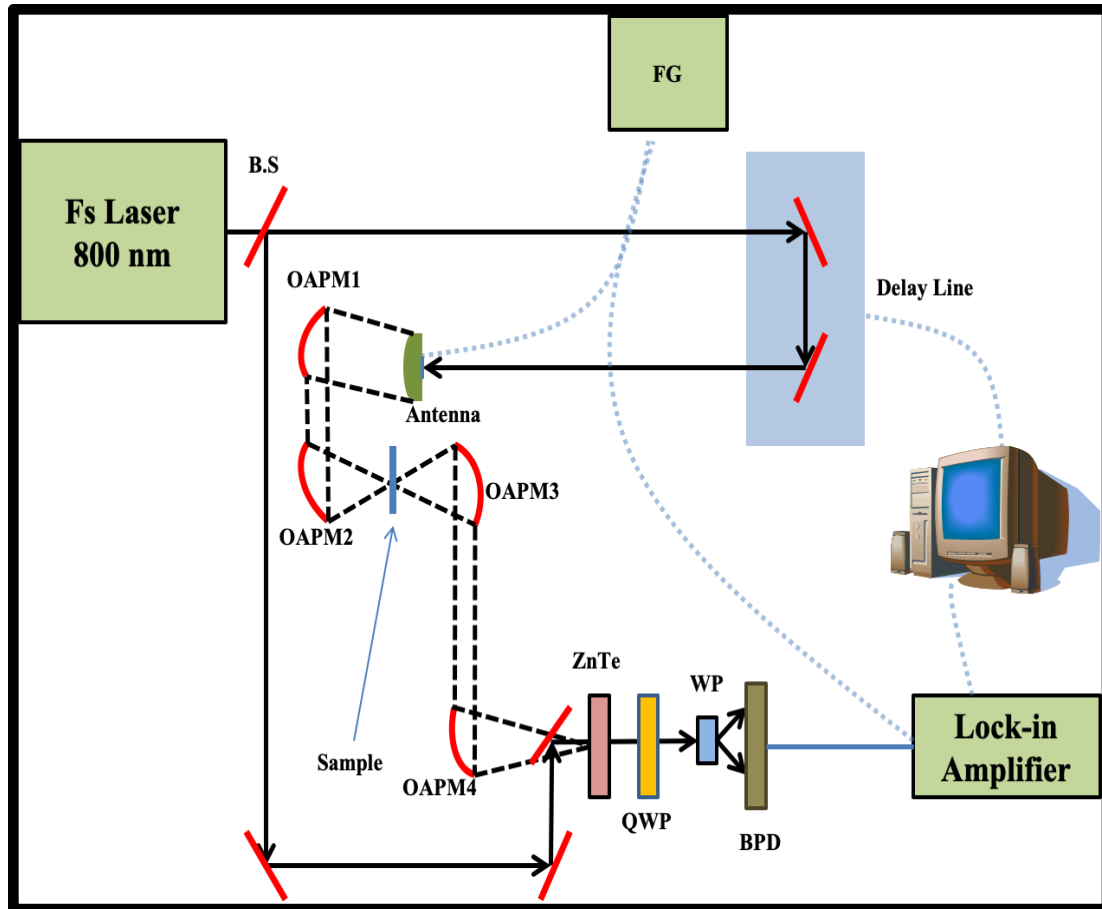 FG
B.S
Fs Laser
800 nm
OAPM1
Delay Line
Antenna
OAPM3
OAPM2
ZnTe
WP
Sample
OAPM4
Lock-in
Amplifier
QWP
BPD